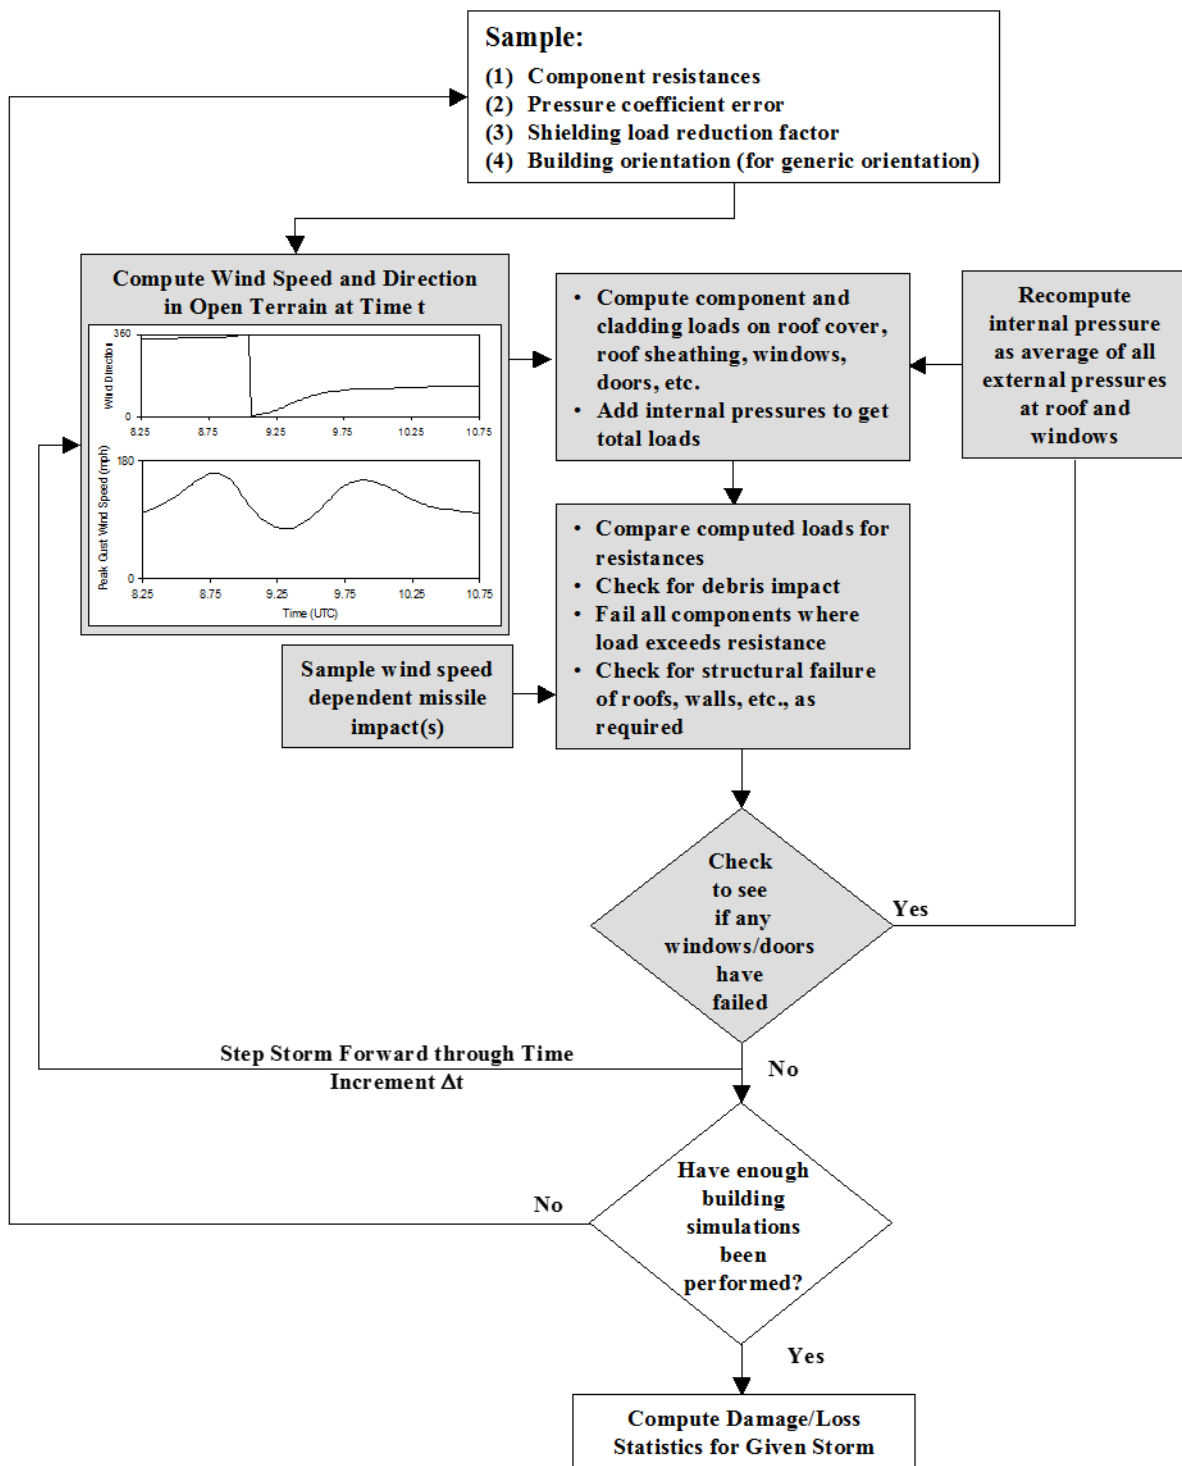 Sample:
(1) Component resistances
(2) Pressure coefficient error
(3) Shielding load reduction factor
(4) Building orientation (for generic orientation)
Compute Wind Speed and Direction
in Open Terrain at Time t
Wind Direction
360
0
8.25 8.75 9.25 9.75 10.25 10.75
Peak Gust Wind Speed (mph)
180
0
8.25 8.75 9.25 9.75 10.25 10.75
Time (UTC)
• Compute component and
cladding loads on roof cover,
roof sheathing, windows,
doors, etc.
• Add internal pressures to get
total loads
Recompute
internal pressure
as average of all
external pressures
at roof and
windows
• Compare computed loads for
resistances
• Check for debris impact
• Fail all components where
load exceeds resistance
• Check for structural failure
of roofs, walls, etc., as
required
Sample wind speed
dependent missile
impact(s)
Check
to see
if any
windows/doors
have
failed
Yes
Step Storm Forward through Time
Increment Δt
No
Have enough
building
simulations
been
performed?
No
Yes
Compute Damage/Loss
Statistics for Given Storm